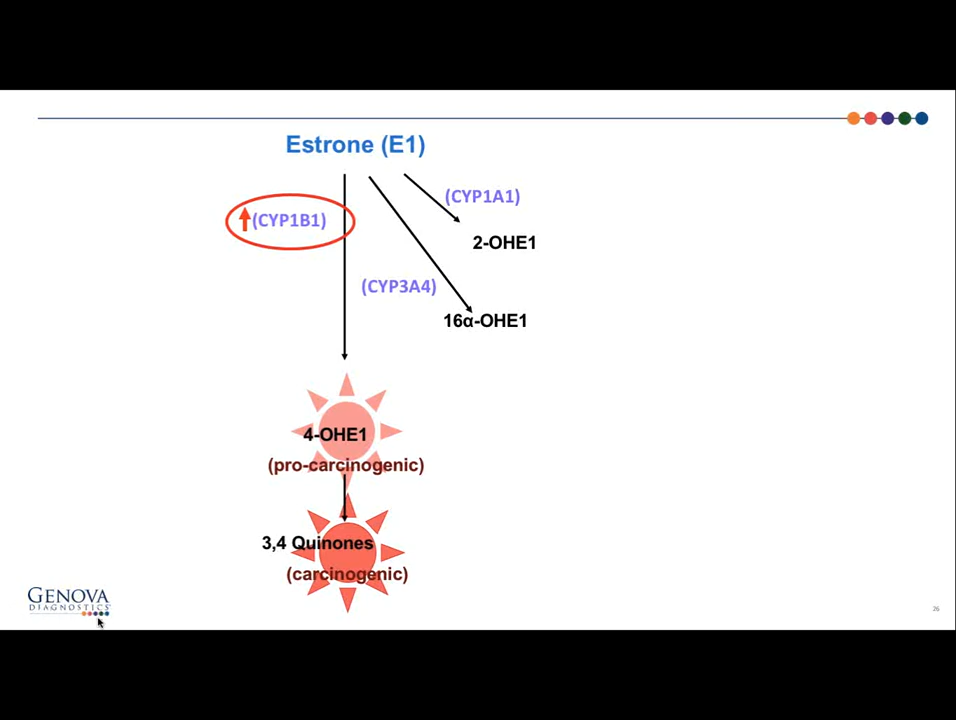 Estrone (E1)
(CYP1A1)
(CYP1B1)
2-OHE1
(CYP3A4)
16α-OHE1
4-OHE1
(pro-carcinogenic)
3,4 Quinones
(carcinogenic)
GENOVA
DIAGNOSTICS
26